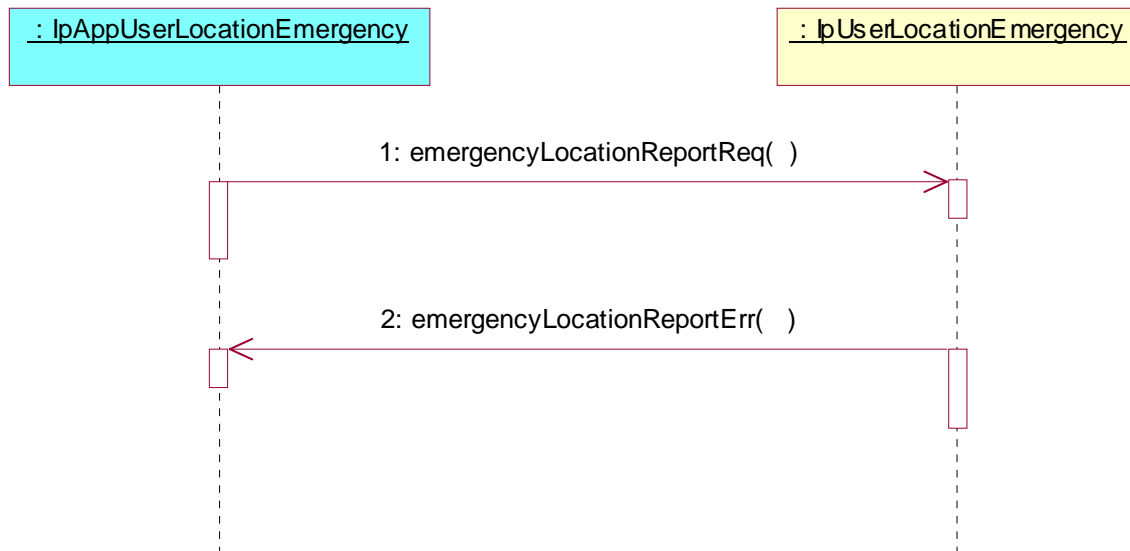 : IpAppUserLocationEmergency
: IpUserLocationEmergency
1: emergencyLocationReportReq( )
2: emergencyLocationReportErr( )